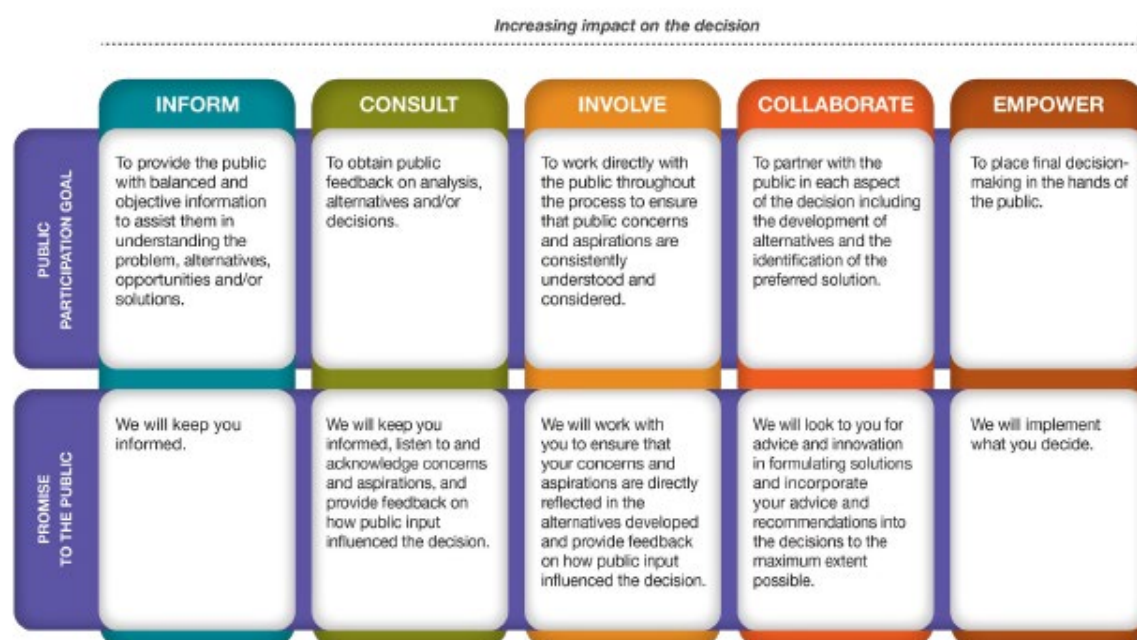 Increasing impact on the decision
INFORM
CONSULT
INVOLVE
COLLABORATE
EMPOWER
PUBLIC
PARTICIPATION GOAL
To provide the public
with balanced and
objective information
to assist them in
understanding the
problem, alternatives,
opportunities and/or
solutions.
To obtain public
feedback on analysis,
alternatives and/or
decisions.
To work directly with
the public throughout
the process to ensure
that public concerns
and aspirations are
consistently
understood and
considered.
To partner with the
public in each aspect
of the decision including
the development of
alternatives and the
identification of the
preferred solution.
To place final decision-
making in the hands of
the public.
PROMISE
TO THE PUBLIC
We will keep you
informed.
We will keep you
informed, listen to and
acknowledge concerns
and aspirations, and
provide feedback on
how public input
influenced the decision.
We will work with
you to ensure that
your concerns and
aspirations are directly
reflected in the
alternatives developed
and provide feedback
on how public input
influenced the decision.
We will look to you for
advice and innovation
in formulating solutions
and incorporate
your advice and
recommendations into
the decisions to the
maximum extent
possible.
We will implement
what you decide.